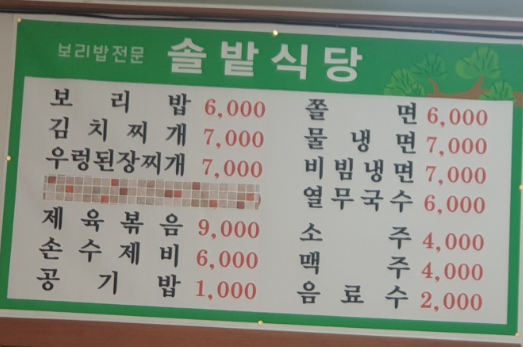 보리밥전문 솔밭식당
보리밥 6,000
김치찌개 7,000
우렁된장찌개 7,000
제육볶음 9,000
손수제비 6,000
공기밥 1,000
쫄면 6,000
물냉면 7,000
비빔냉면 7,000
열무국수 6,000
소주 4,000
맥주 4,000
음료수 2,000